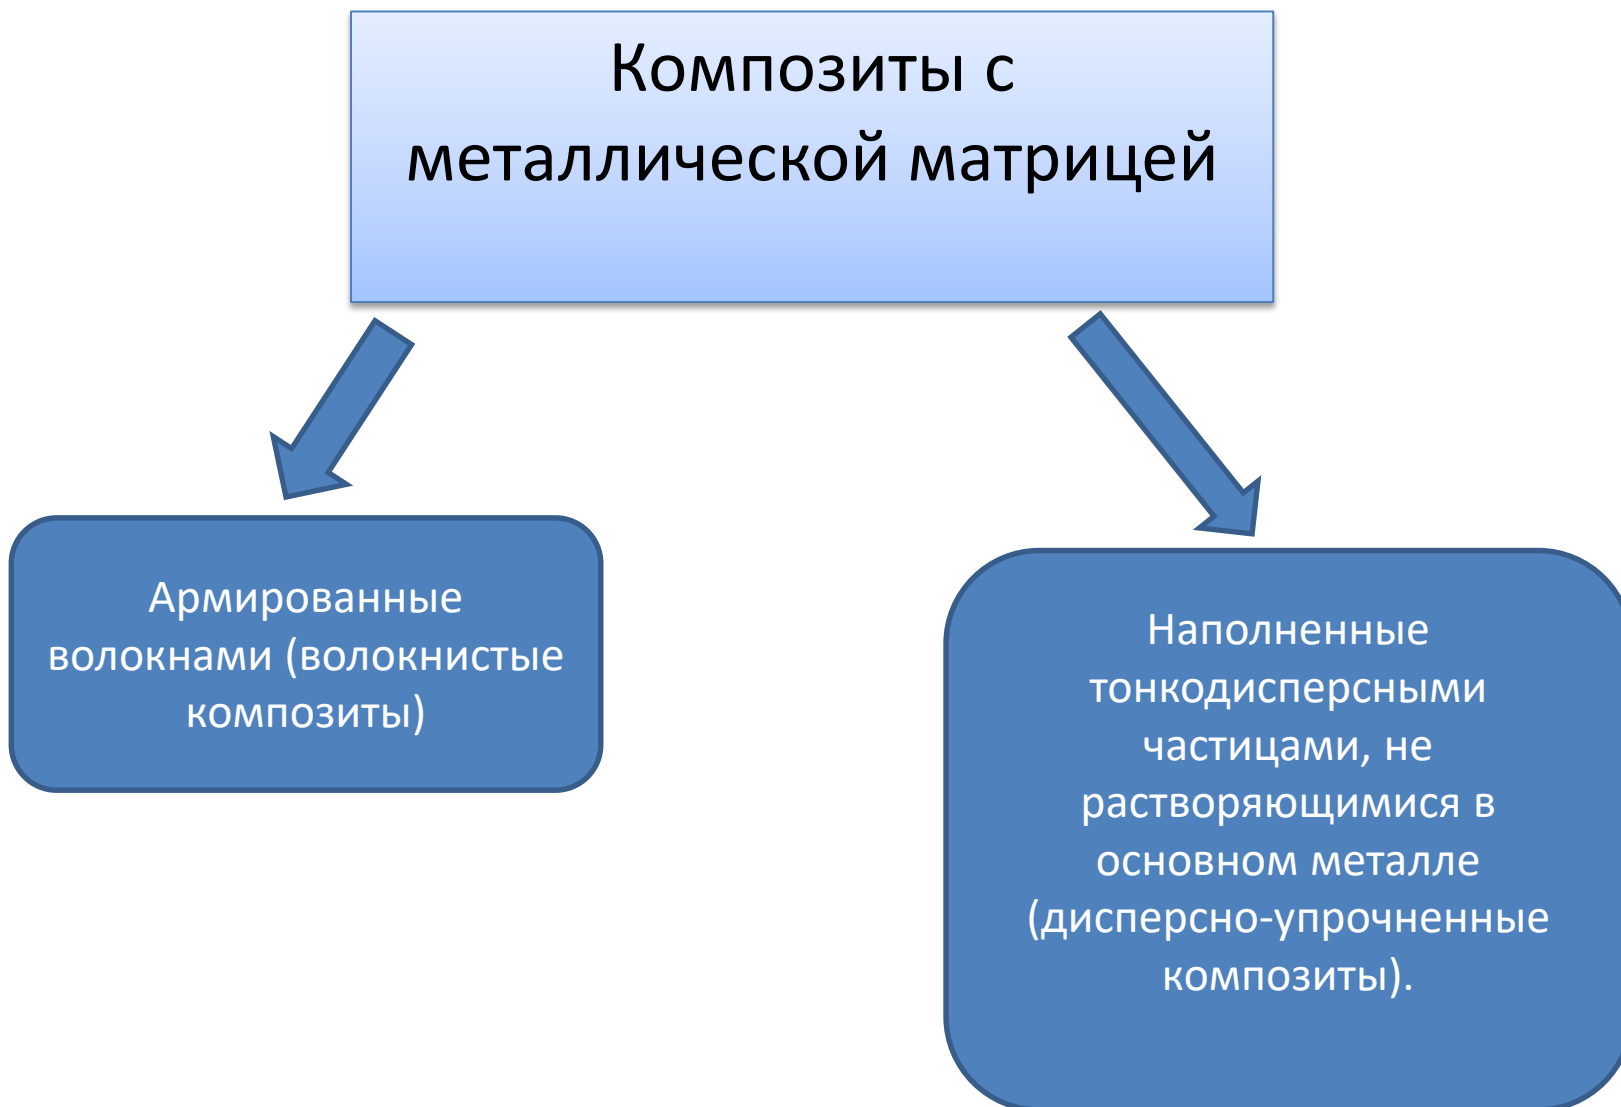 Композиты с
металлической матрицей
Армированные
волокнами (волокнистые
композиты)
Наполненные
тонкодисперсными
частицами, не
растворяющимися в
основном металле
(дисперсно-упрочненные
композиты).